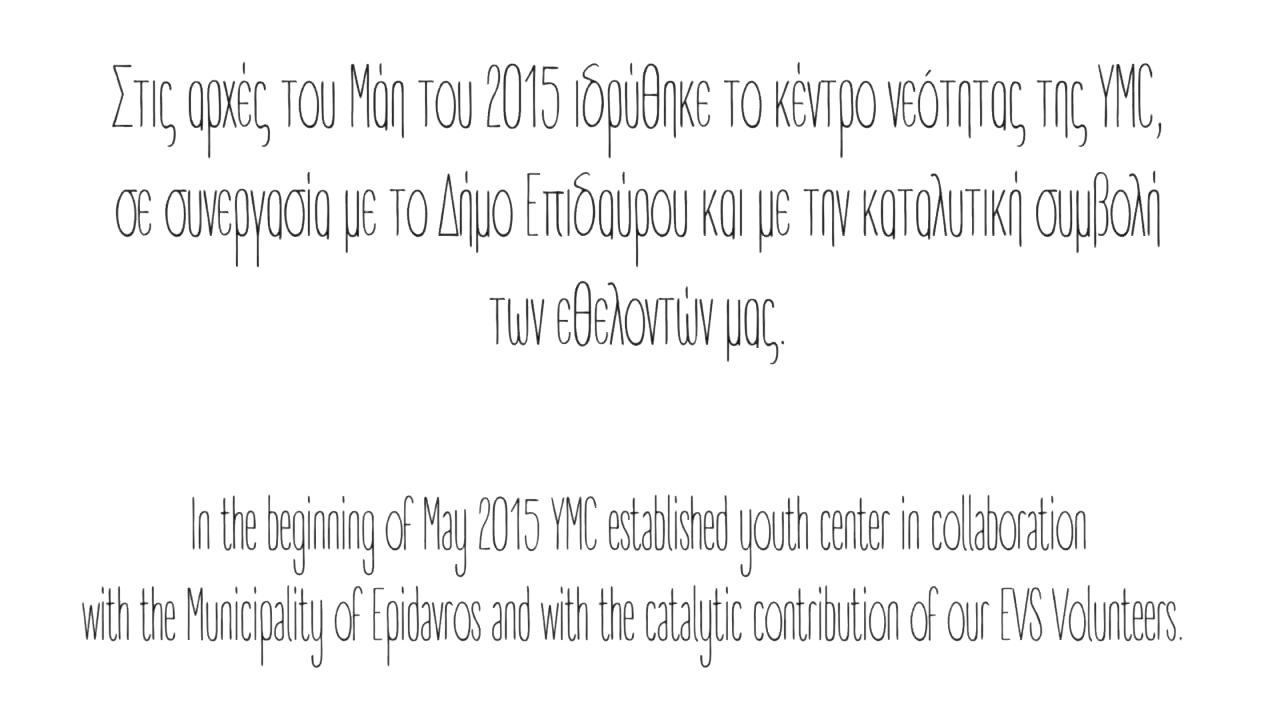 Στις αρχές του Μάη του 2015 ιδρύθηκε το κέντρο νεότητας της YMC,
σε συνεργασία με το Δήμο Επιδαύρου και με την καταλυτική συμβολή
των εθελοντών μας.
In the beginning of May 2015 YMC established youth center in collaboration
with the Municipality of Epidavros and with the catalytic contribution of our EVS Volunteers.